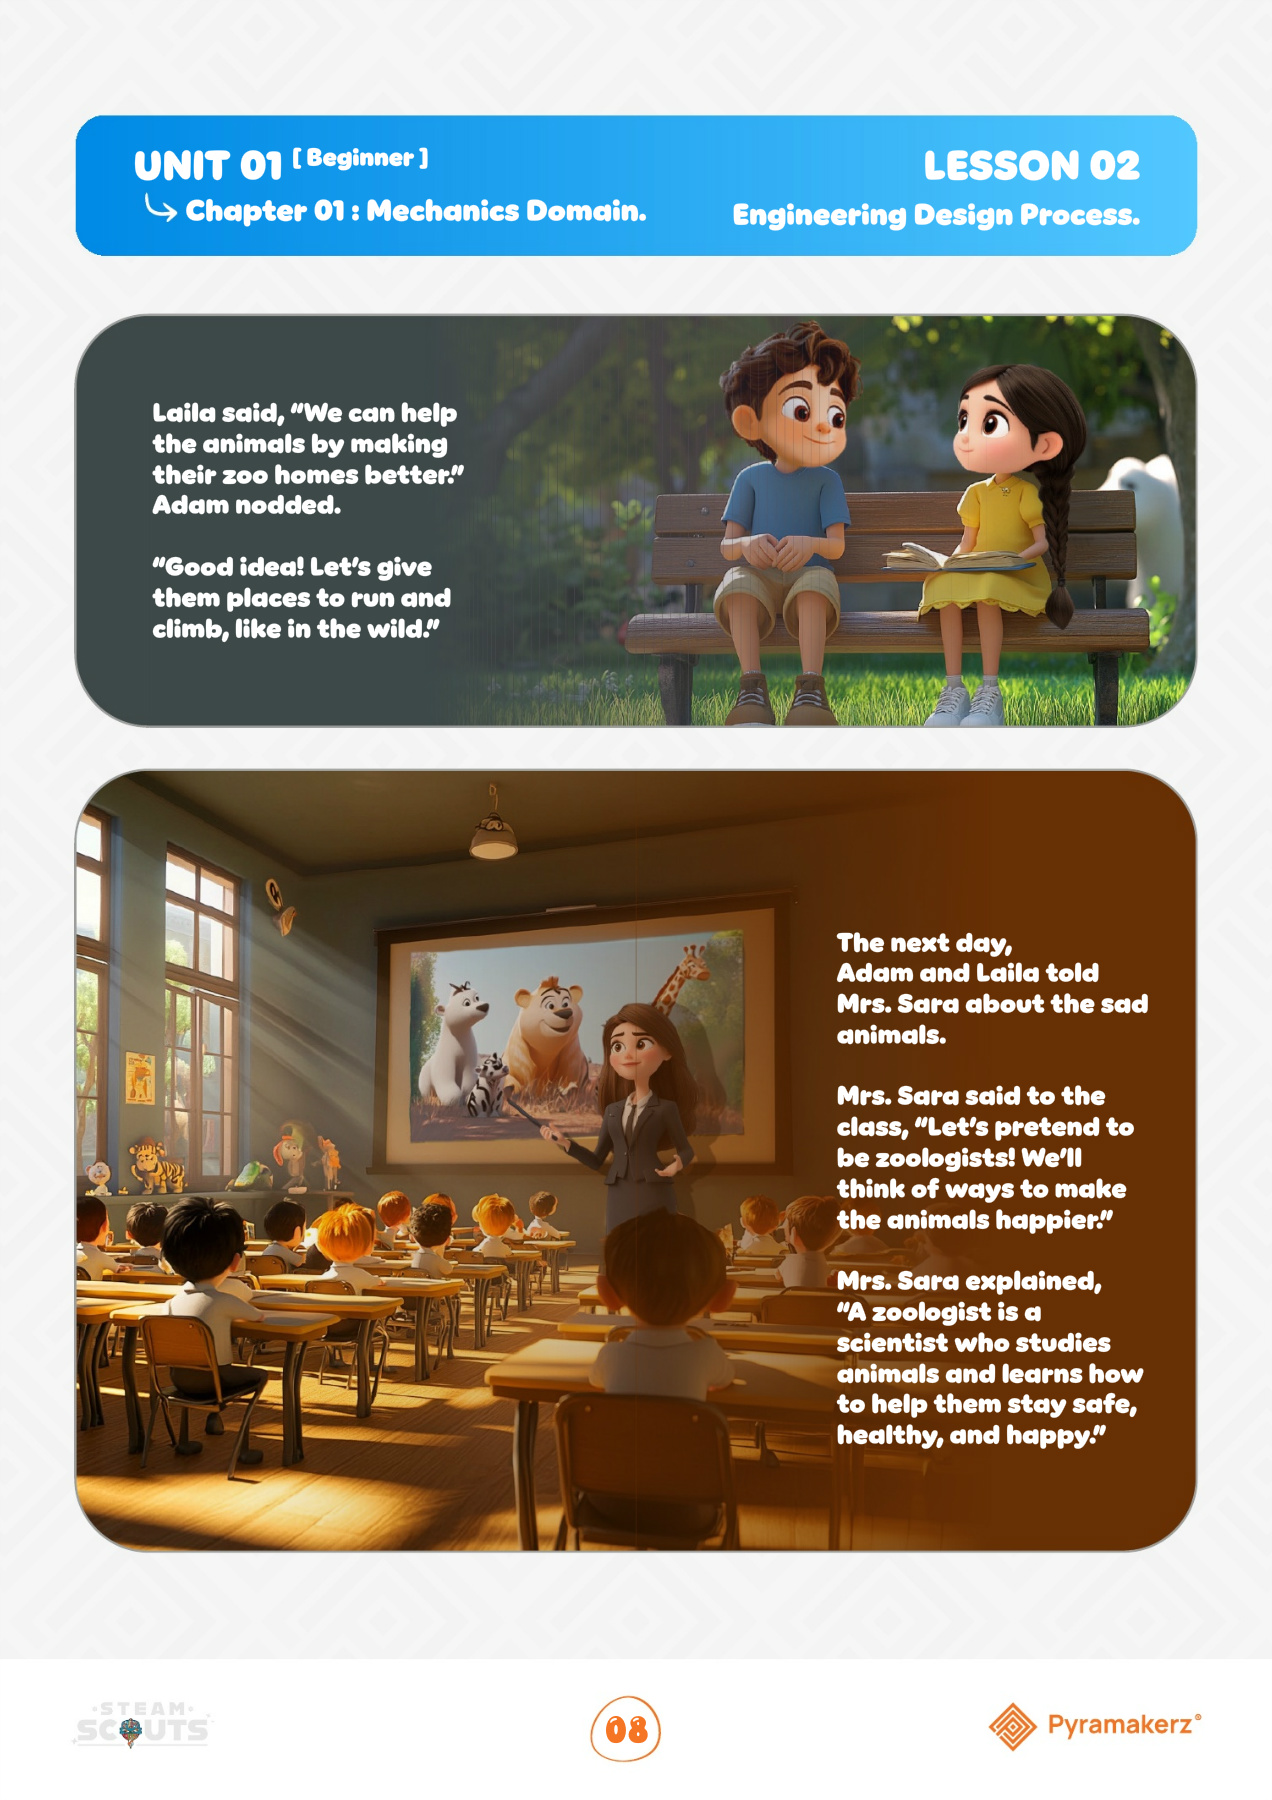 UNIT 01 [ Beginner ]
Chapter 01 : Mechanics Domain.
LESSON 02
Engineering Design Process.
Laila said, “We can help
the animals by making
their zoo homes better.”
Adam nodded.
“Good idea! Let’s give
them places to run and
climb, like in the wild.”
The next day,
Adam and Laila told
Mrs. Sara about the sad
animals.
Mrs. Sara said to the
class, “Let’s pretend to
be zoologists! We’ll
think of ways to make
the animals happier.”
Mrs. Sara explained,
“A zoologist is a
scientist who studies
animals and learns how
to help them stay safe,
healthy, and happy.”
STEAM
SCOUTS
08
Pyramakerz®